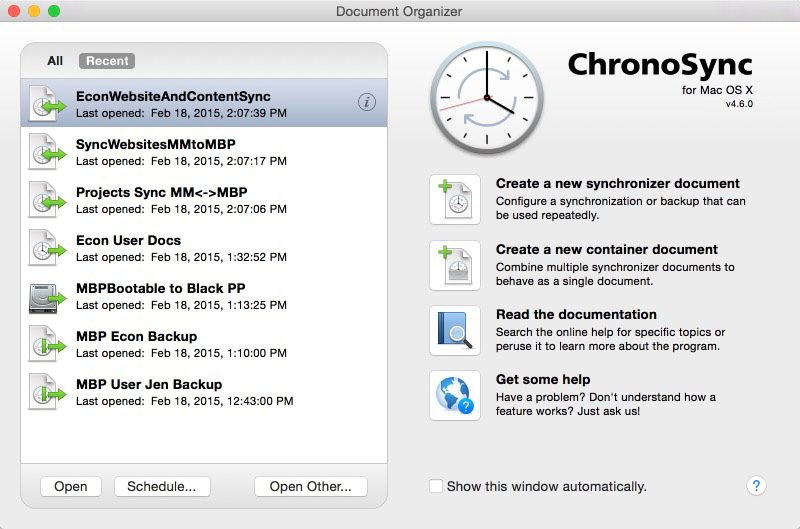 Document Organizer
All Recent
EconWebsiteAndContentSync
Last opened: Feb 18, 2015, 2:07:39 PM
SyncWebsitesMMtoMBP
Last opened: Feb 18, 2015, 2:07:17 PM
Projects Sync MM<->MBP
Last opened: Feb 18, 2015, 2:07:06 PM
Econ User Docs
Last opened: Feb 18, 2015, 1:32:52 PM
MBPBootable to Black PP
Last opened: Feb 18, 2015, 1:13:25 PM
MBP Econ Backup
Last opened: Feb 18, 2015, 1:10:00 PM
MBP User Jen Backup
Last opened: Feb 18, 2015, 12:43:00 PM
Open Schedule... Open Other...
ChronoSync
for Mac OS X
v4.6.0
Create a new synchronizer document
Configure a synchronization or backup that can
be used repeatedly.
Create a new container document
Combine multiple synchronizer documents to
behave as a single document.
Read the documentation
Search the online help for specific topics or
peruse it to learn more about the program.
Get some help
Have a problem? Don't understand how a
feature works? Just ask us!
Show this window automatically. ?